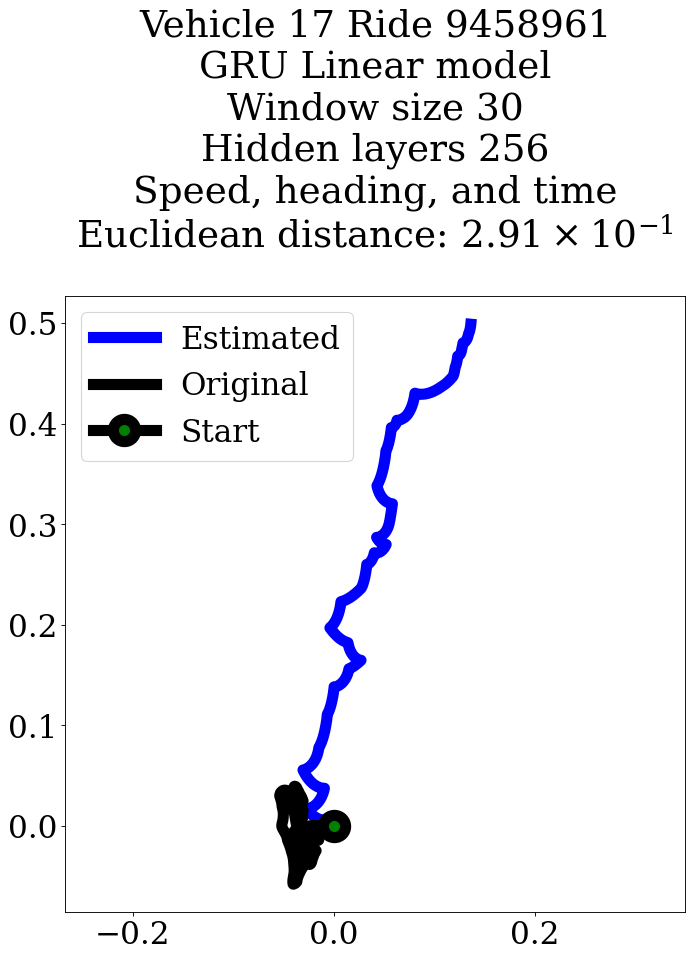 Vehicle 17 Ride 9458961
GRU Linear model
Window size 30
Hidden layers 256
Speed, heading, and time
Euclidean distance: 2.91 × 10⁻¹
Estimated
Original
Start
0.5
0.4
0.3
0.2
0.1
0.0
−0.2
0.0
0.2